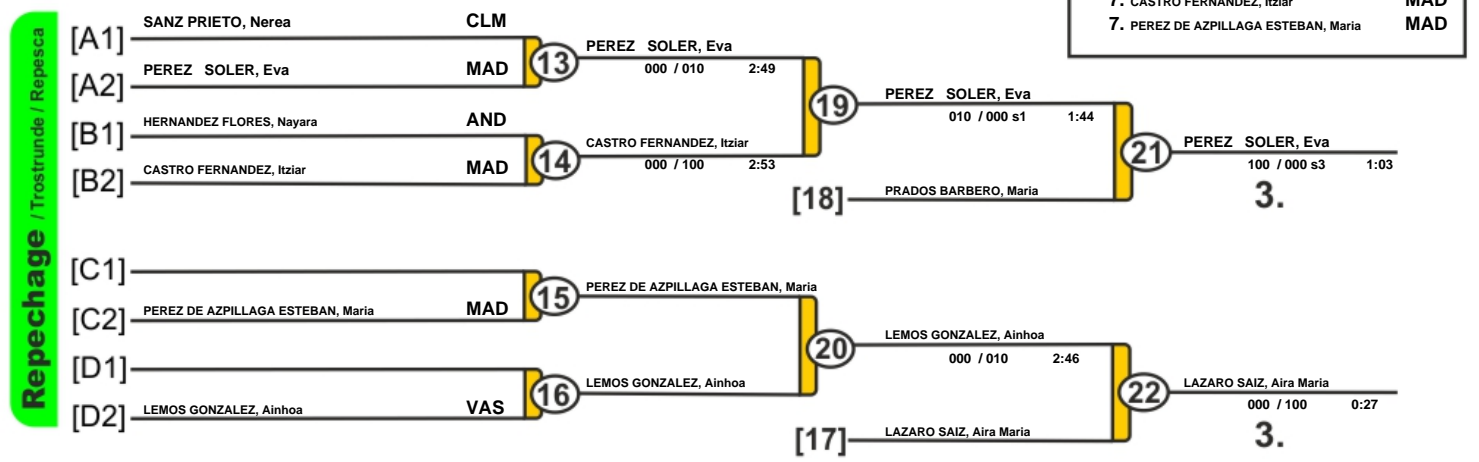 7. CASTRO FERNANDEZ, Itziar MAD
7. PEREZ DE AZPILLAGA ESTEBAN, Maria MAD
Repechage / Trostrunde / Repesca
[A1] SANZ PRIETO, Nerea CLM
[A2] PEREZ SOLER, Eva MAD
13 PEREZ SOLER, Eva
000 / 010 2:49
[B1] HERNANDEZ FLORES, Nayara AND
[B2] CASTRO FERNANDEZ, Itziar MAD
14 CASTRO FERNANDEZ, Itziar
000 / 100 2:53
19 PEREZ SOLER, Eva
010 / 000 s1 1:44
[18] PRADOS BARBERO, Maria
21 PEREZ SOLER, Eva
100 / 000 s3 1:03
3.
[C1]
[C2] PEREZ DE AZPILLAGA ESTEBAN, Maria MAD
15 PEREZ DE AZPILLAGA ESTEBAN, Maria
[D1]
[D2] LEMOS GONZALEZ, Ainhoa VAS
16 LEMOS GONZALEZ, Ainhoa
20 LEMOS GONZALEZ, Ainhoa
000 / 010 2:46
[17] LAZARO SAIZ, Aira Maria
22 LAZARO SAIZ, Aira Maria
000 / 100 0:27
3.